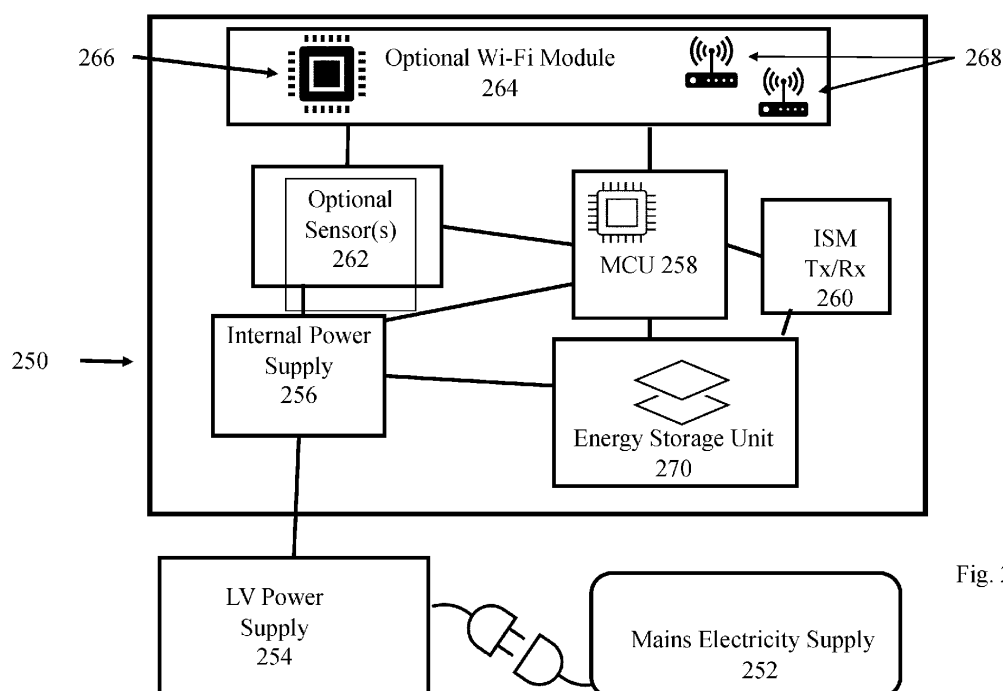 266
Optional Wi-Fi Module
264
268
Optional
Sensor(s)
262
MCU 258
ISM
Tx/Rx
260
250
Internal Power
Supply
256
Energy Storage Unit
270
LV Power
Supply
254
Fig.
Mains Electricity Supply
252